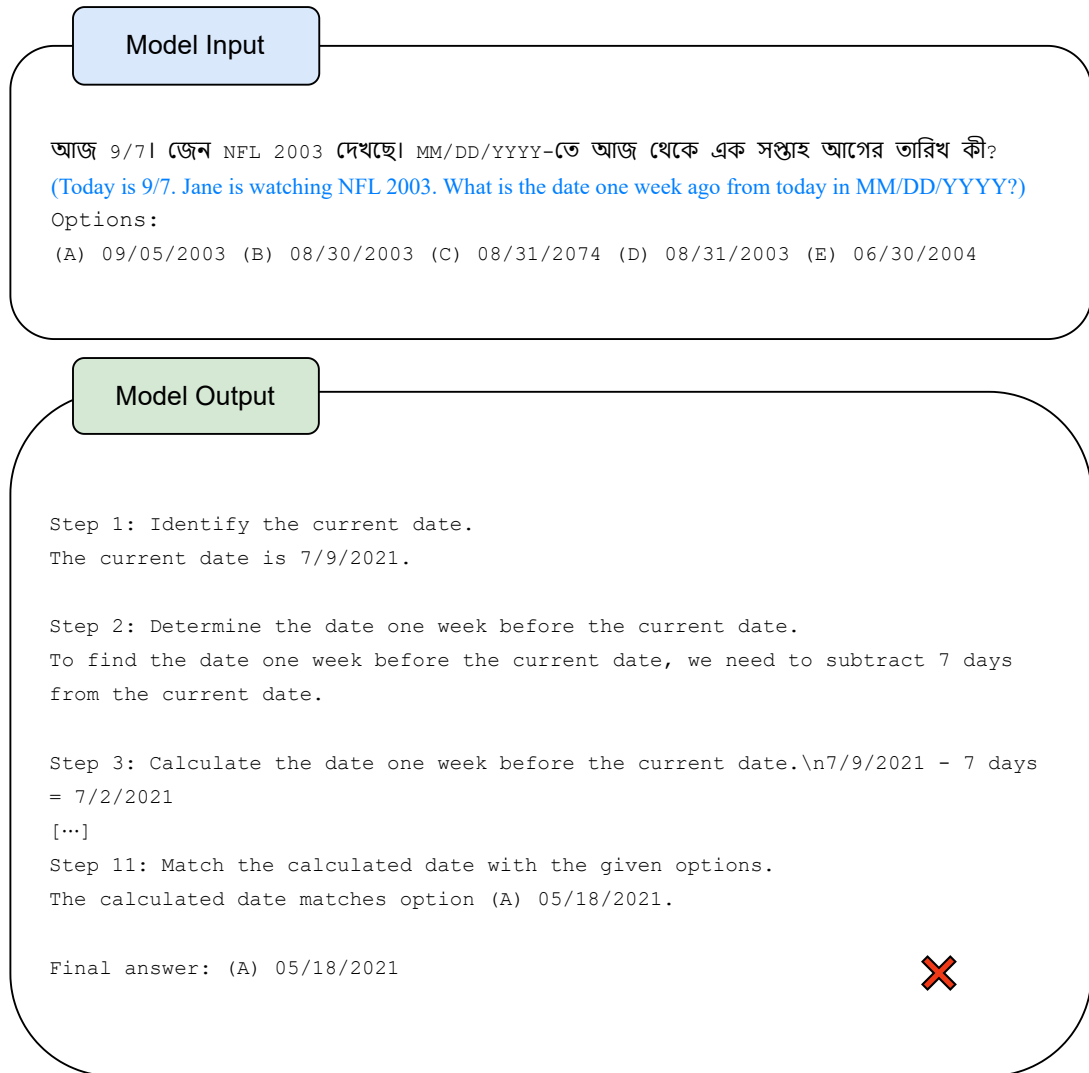 Model Input
আজ 9/7। জেন NFL 2003 দেখছে। MM/DD/YYYY-তে আজ থেকে এক সপ্তাহ আগের তারিখ কী?
(Today is 9/7. Jane is watching NFL 2003. What is the date one week ago from today in MM/DD/YYYY?)
Options:
(A) 09/05/2003 (B) 08/30/2003 (C) 08/31/2074 (D) 08/31/2003 (E) 06/30/2004
Model Output
Step 1: Identify the current date.
The current date is 7/9/2021.
Step 2: Determine the date one week before the current date.
To find the date one week before the current date, we need to subtract 7 days
from the current date.
Step 3: Calculate the date one week before the current date.\n7/9/2021 - 7 days
= 7/2/2021
[⋯]
Step 11: Match the calculated date with the given options.
The calculated date matches option (A) 05/18/2021.
Final answer: (A) 05/18/2021